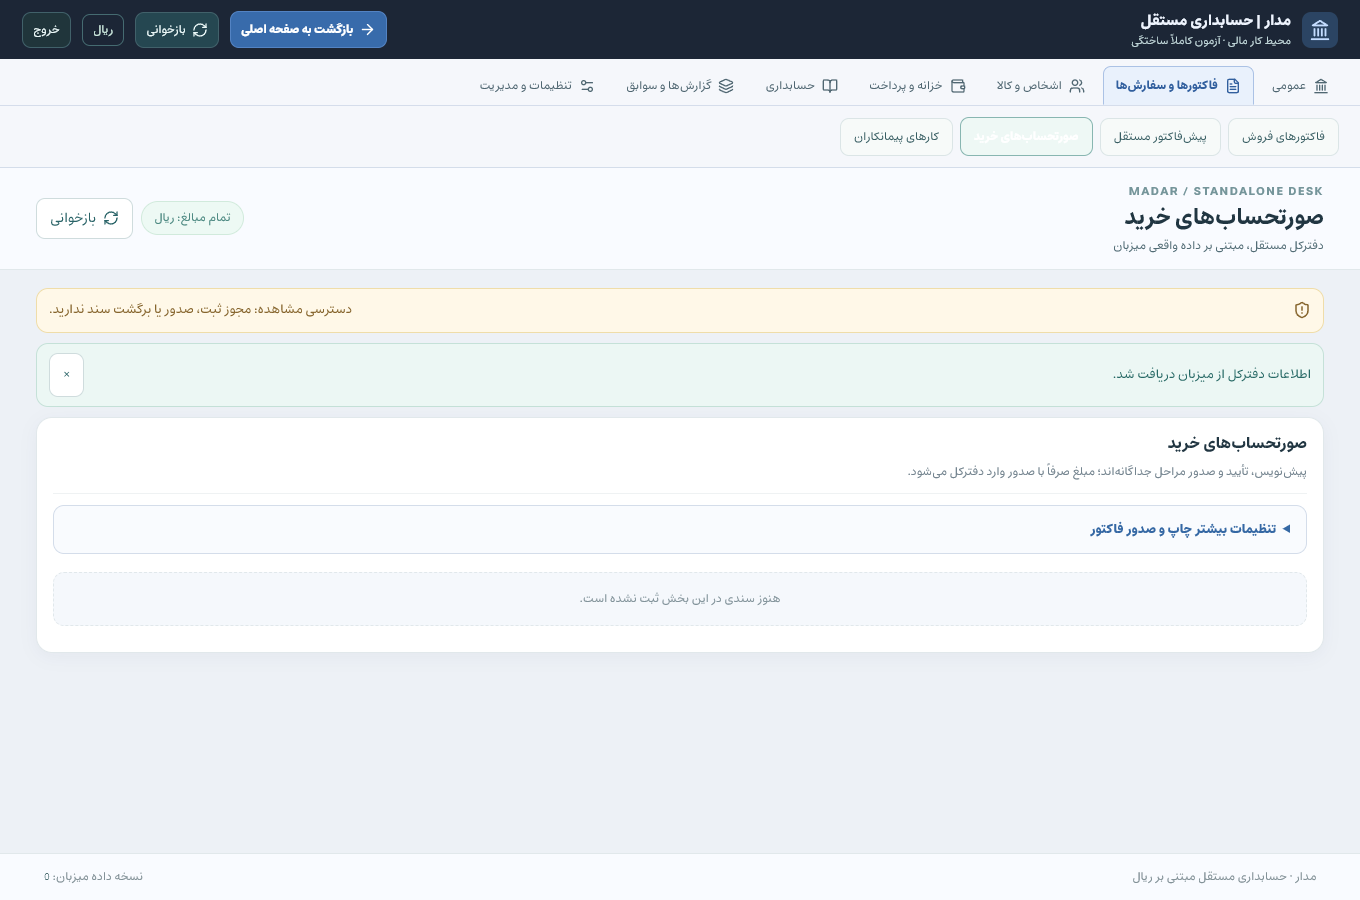 مدار | حسابداری مستقل
محیط کار مالی · آزمون کاملاً ساختگی
بازگشت به صفحه اصلی
بازخوانی
ریال
خروج
عمومی
فاکتورها و سفارش‌ها
اشخاص و کالا
خزانه و پرداخت
حسابداری
گزارش‌ها و سوابق
تنظیمات و مدیریت
فاکتورهای فروش
پیش‌فاکتور مستقل
صورتحساب‌های خرید
کارهای پیمانکاران
MADAR / STANDALONE DESK
صورتحساب‌های خرید
دفترکل مستقل، مبتنی بر داده واقعی میزبان
تمام مبالغ: ریال
بازخوانی
دسترسی مشاهده: مجوز ثبت، صدور یا برگشت سند ندارید.
اطلاعات دفترکل از میزبان دریافت شد.
×
صورتحساب‌های خرید
پیش‌نویس، تأیید و صدور مراحل جداگانه‌اند؛ مبلغ صرفاً با صدور وارد دفترکل می‌شود.
تنظیمات بیشتر چاپ و صدور فاکتور
هنوز سندی در این بخش ثبت نشده است.
مدار · حسابداری مستقل مبتنی بر ریال
نسخه داده میزبان: 0